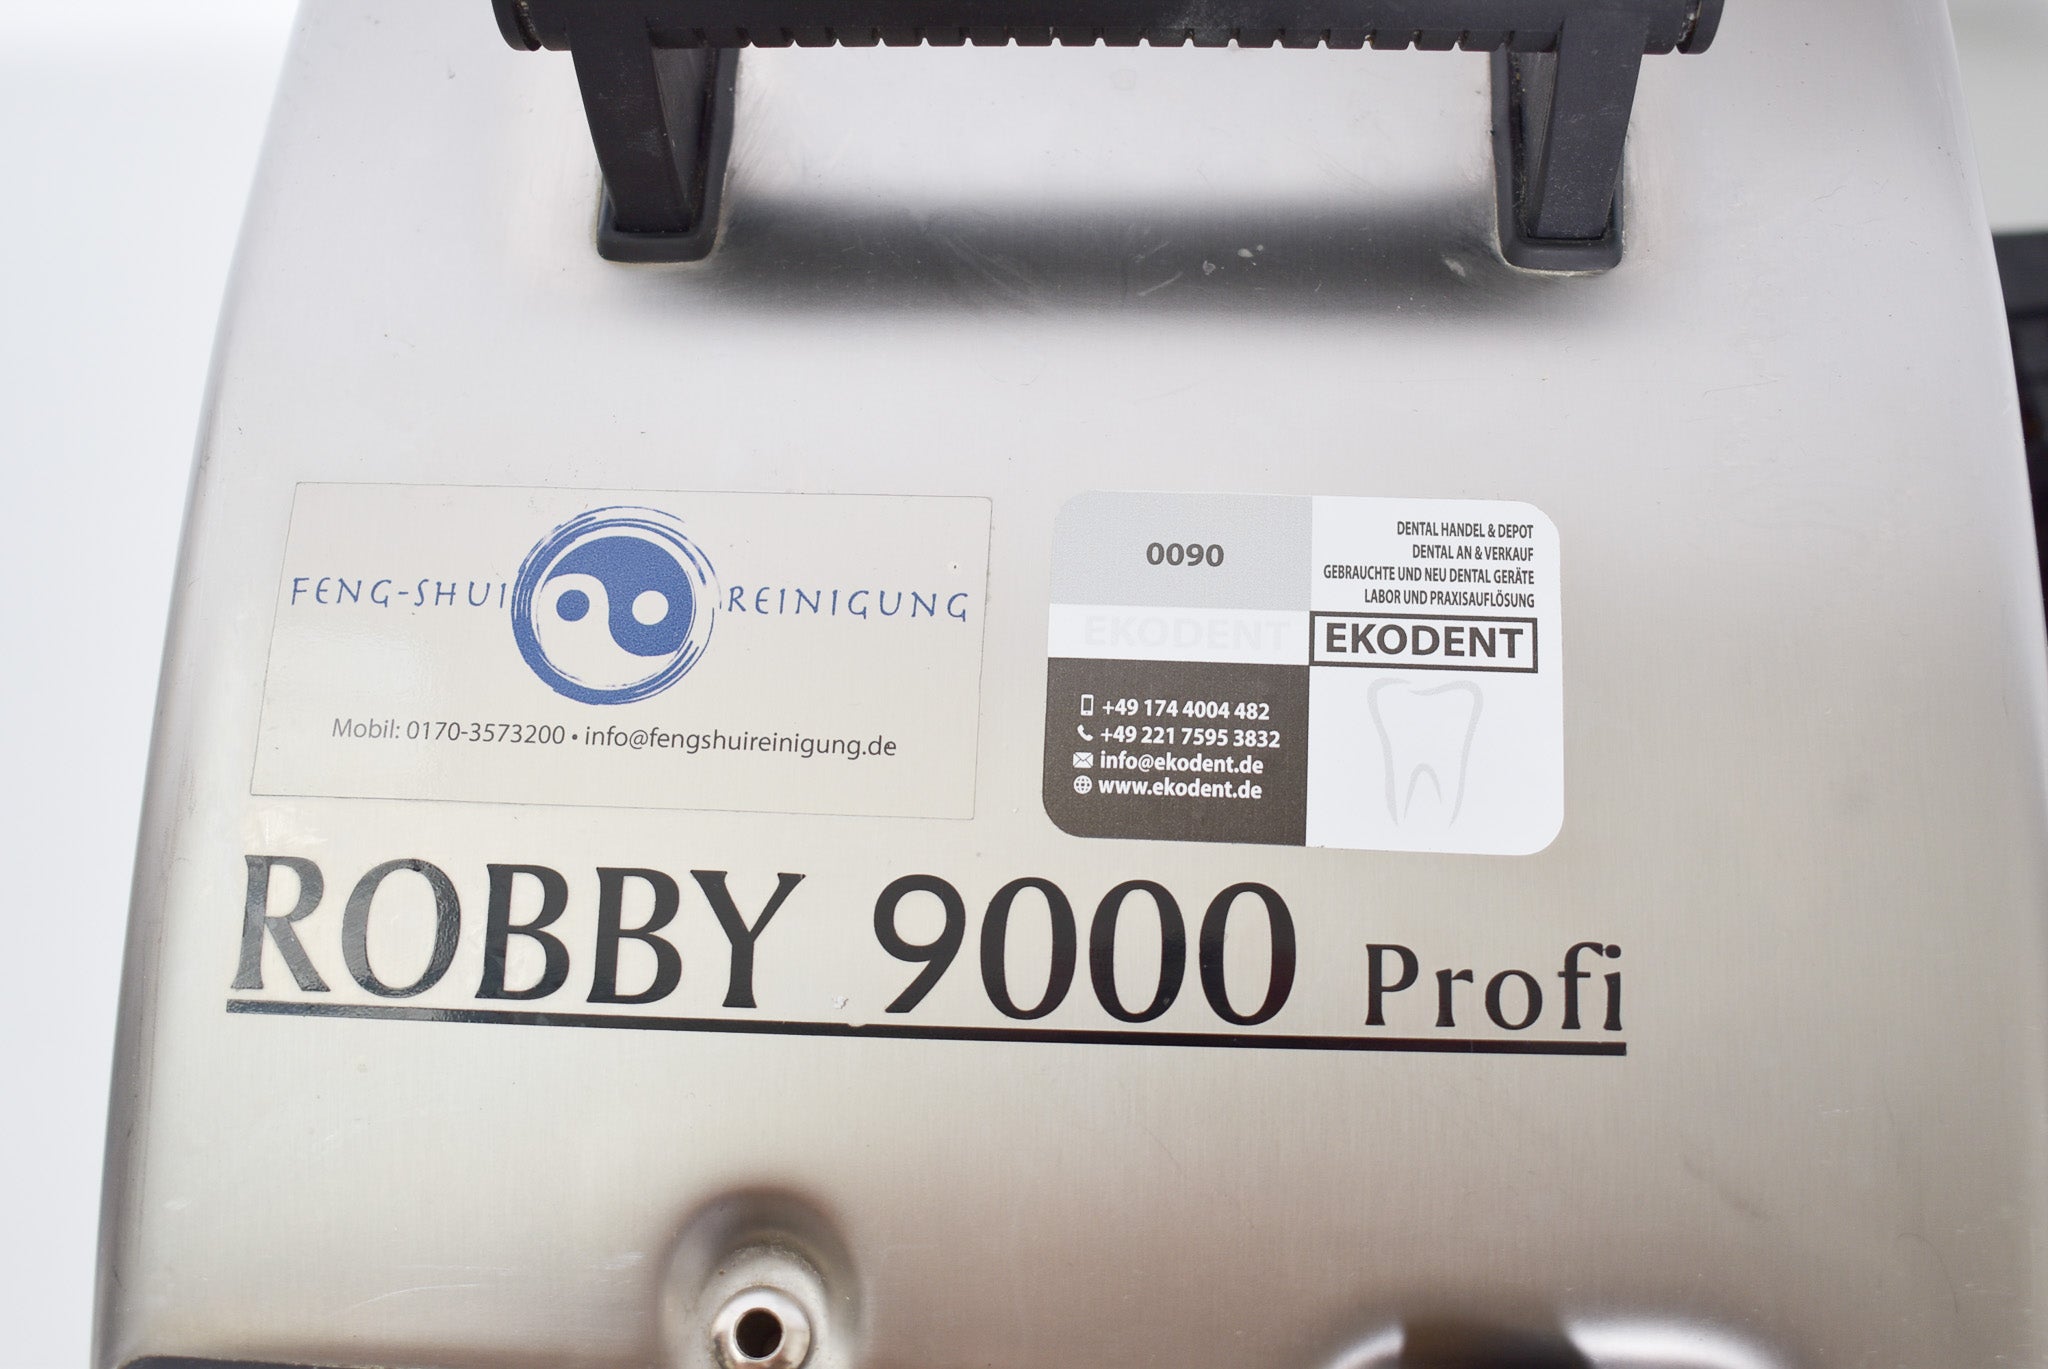 FENG-SHUI REINIGUNG
Mobil: 0170-3573200 • info@fengshuireinigung.de
0090
DENTAL HANDEL & DEPOT
DENTAL AN & VERKAUF
GEBRAUCHTE UND NEU DENTAL GERÄTE
LABOR UND PRAXISAUFLÖSUNG
EKODENT
EKODENT
+49 174 4004 482
+49 221 7595 3832
info@ekodent.de
www.ekodent.de
ROBBY 9000 Profi